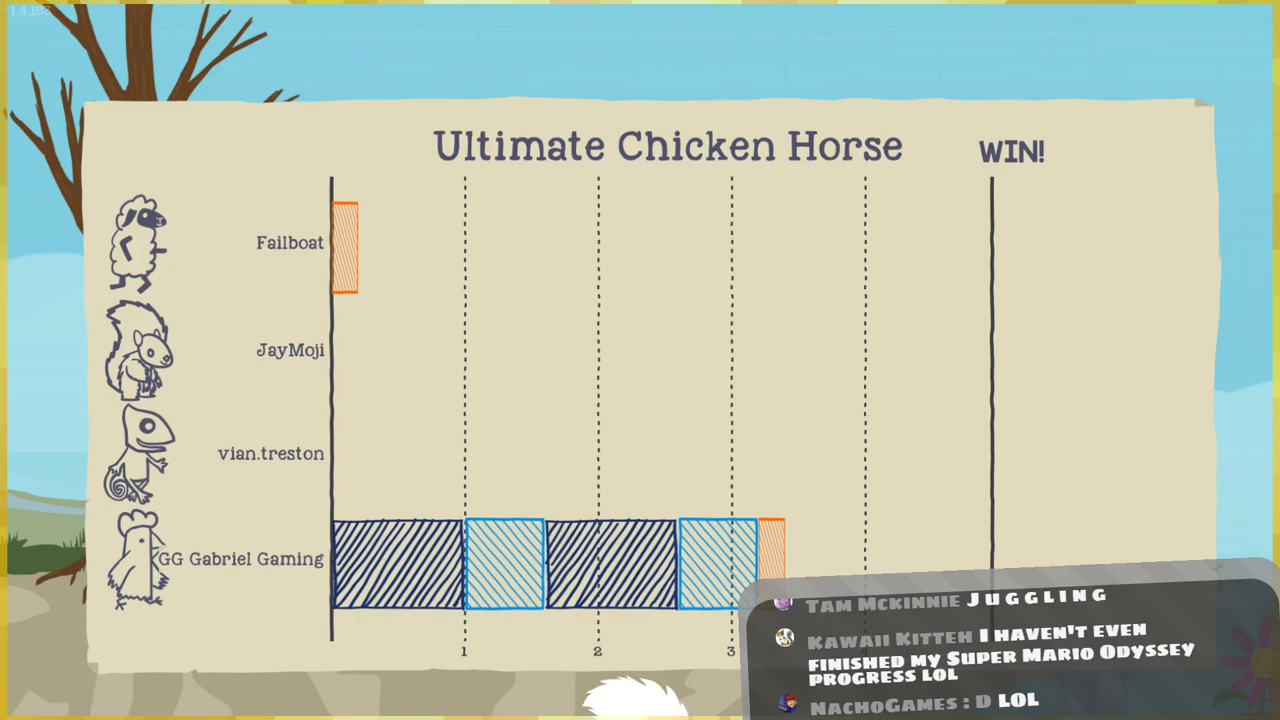 Ultimate Chicken Horse
WIN!
Failboat
JayMoji
vian.treston
GG Gabriel Gaming
1 2 3
Tam McKinnie J u g g l i n g
Kawaii Kitteh I haven't even
finished my Super Mario Odyssey
progress lol
NachoGames : D LOL